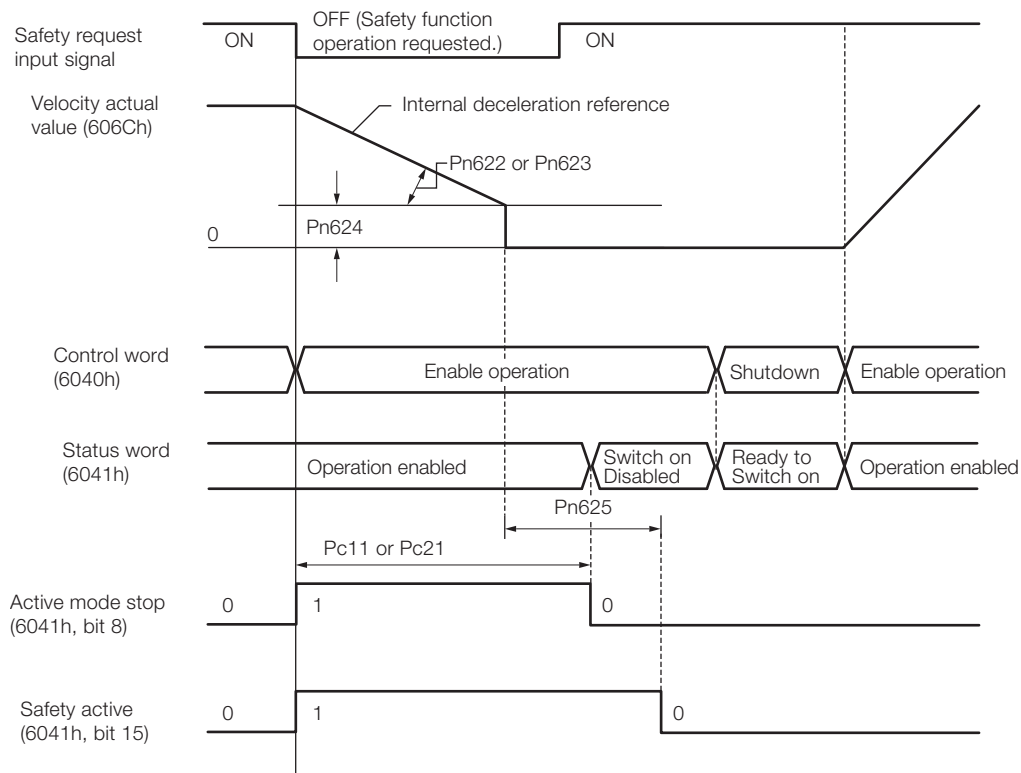 Safety request
input signal
ON
OFF (Safety function
operation requested.)
ON
Velocity actual
value (606Ch)
Internal deceleration reference
Pn622 or Pn623
Pn624
0
Control word
(6040h)
Enable operation
Shutdown
Enable operation
Status word
(6041h)
Operation enabled
Switch on
Disabled
Ready to
Switch on
Operation enabled
Pn625
Pc11 or Pc21
Active mode stop
(6041h, bit 8)
0
1
0
Safety active
(6041h, bit 15)
0
1
0